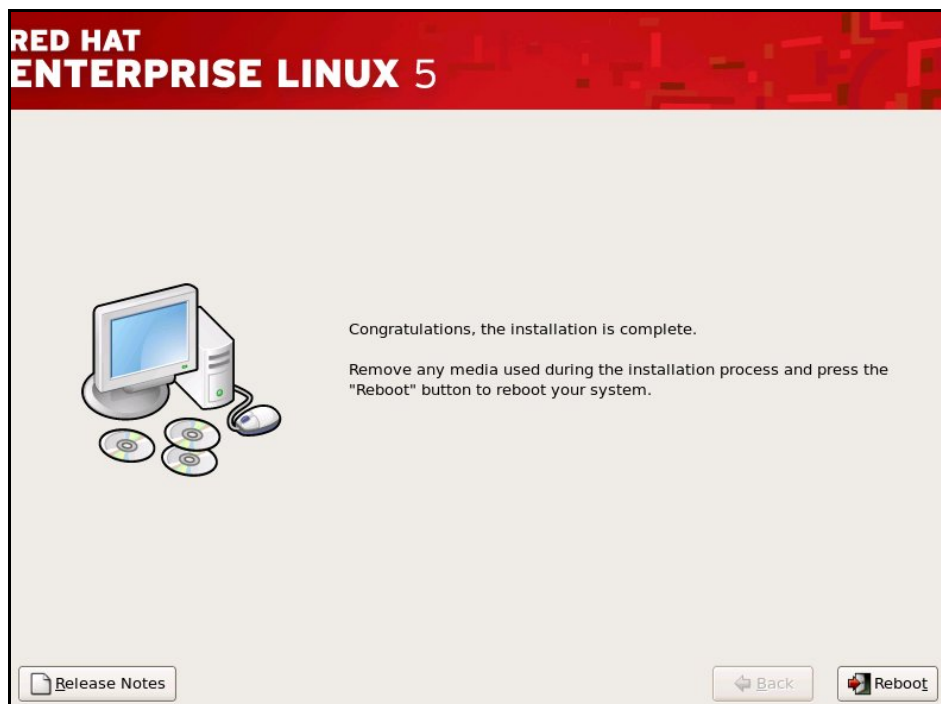 RED HAT
ENTERPRISE LINUX 5
Congratulations, the installation is complete.
Remove any media used during the installation process and press the
"Reboot" button to reboot your system.
Release Notes
Back
Reboot